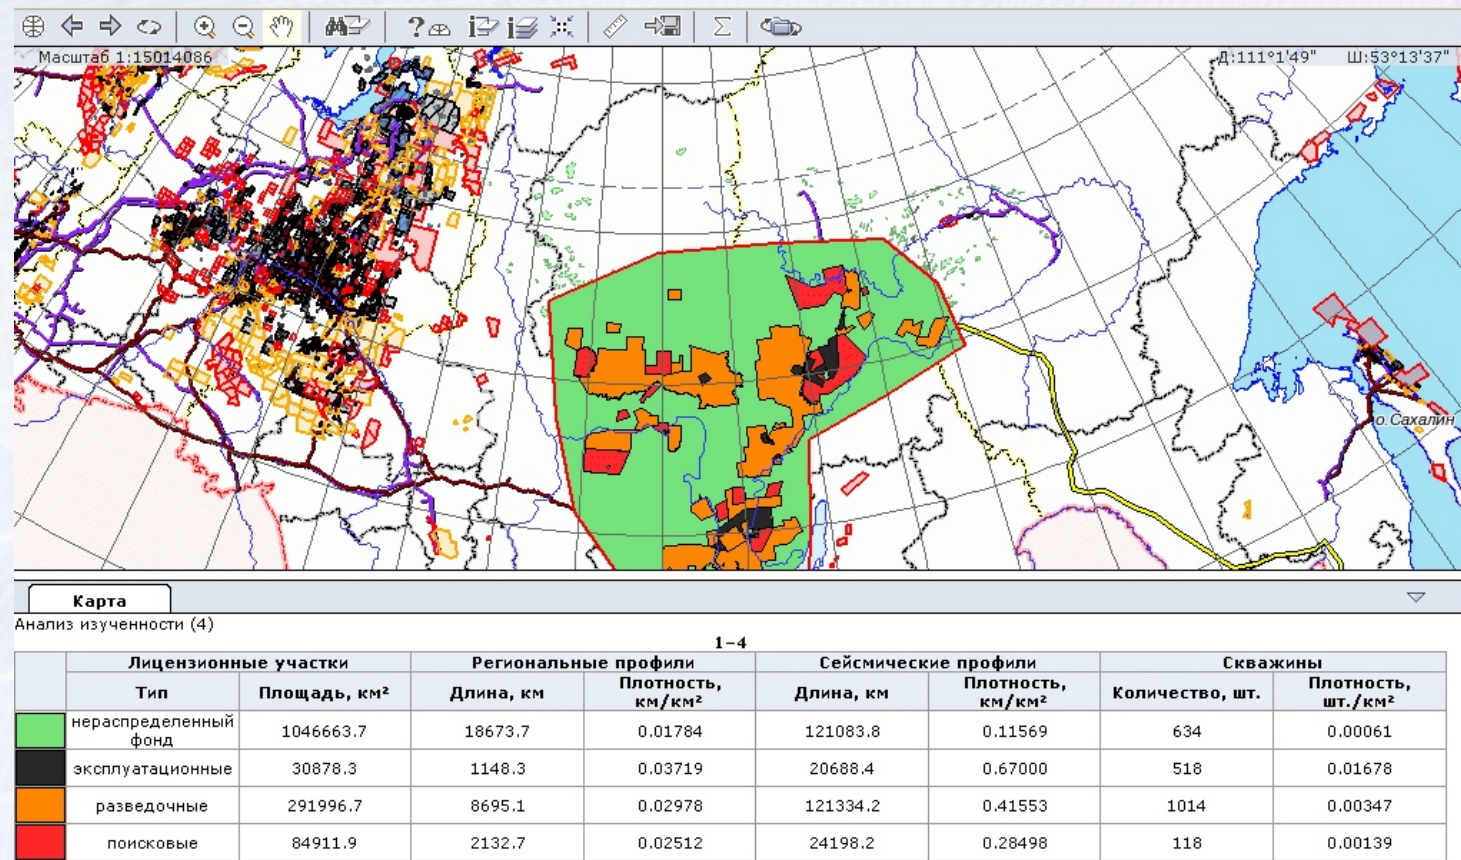 Масштаб 1:15014086
Д:111°1'49" Ш:53°13'37"
о.Сахалин
Карта
Анализ изученности (4)
1-4
Лицензионные участки Региональные профили Сейсмические профили Скважины
Тип Площадь, км² Длина, км Плотность, км/км² Длина, км Плотность, км/км² Количество, шт. Плотность, шт./км²
нераспределенный фонд 1046663.7 18673.7 0.01784 121083.8 0.11569 634 0.00061
эксплуатационные 30878.3 1148.3 0.03719 20688.4 0.67000 518 0.01678
разведочные 291996.7 8695.1 0.02978 121334.2 0.41553 1014 0.00347
поисковые 84911.9 2132.7 0.02512 24198.2 0.28498 118 0.00139